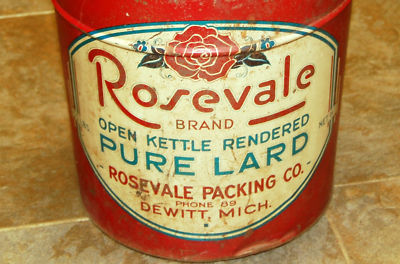 Rosevale
BRAND
OPEN KETTLE RENDERED
PURE LARD
ROSEVALE PACKING CO.
PHONE 89
DEWITT, MICH.